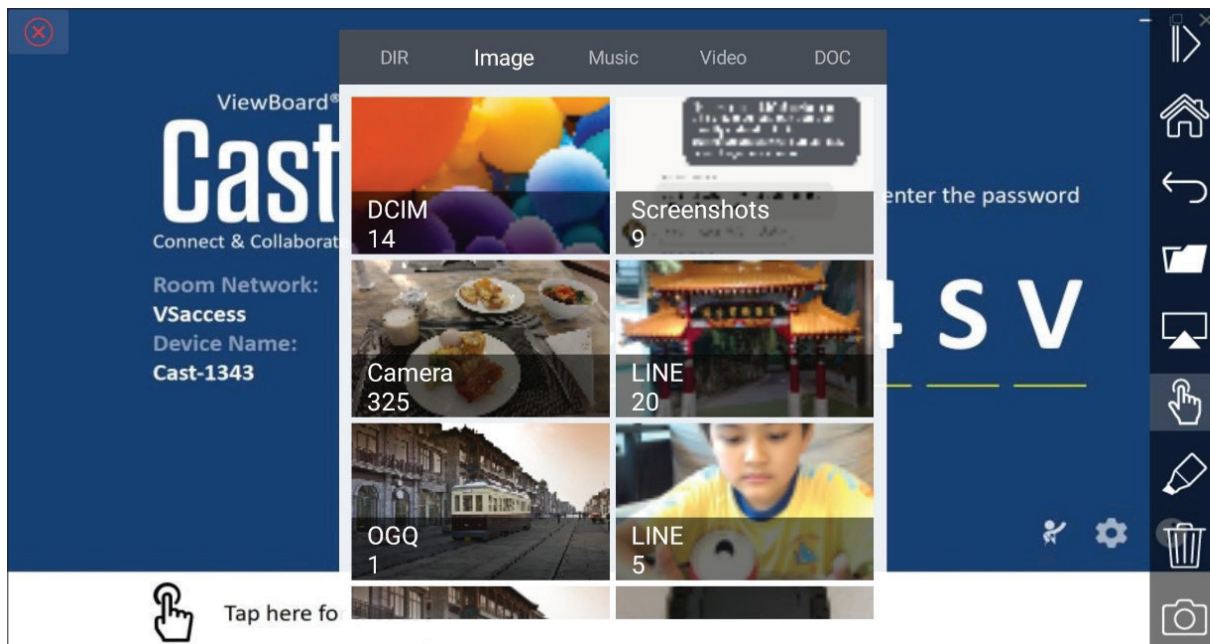 DIR Image Music Video DOC
ViewBoard®
Cast
Connect & Collaborate
Room Network:
VSaccess
Device Name:
Cast-1343
DCIM
14
Screenshots
9
Camera
325
LINE
20
OGQ
1
LINE
5
enter the password
4 S V
Tap here fo